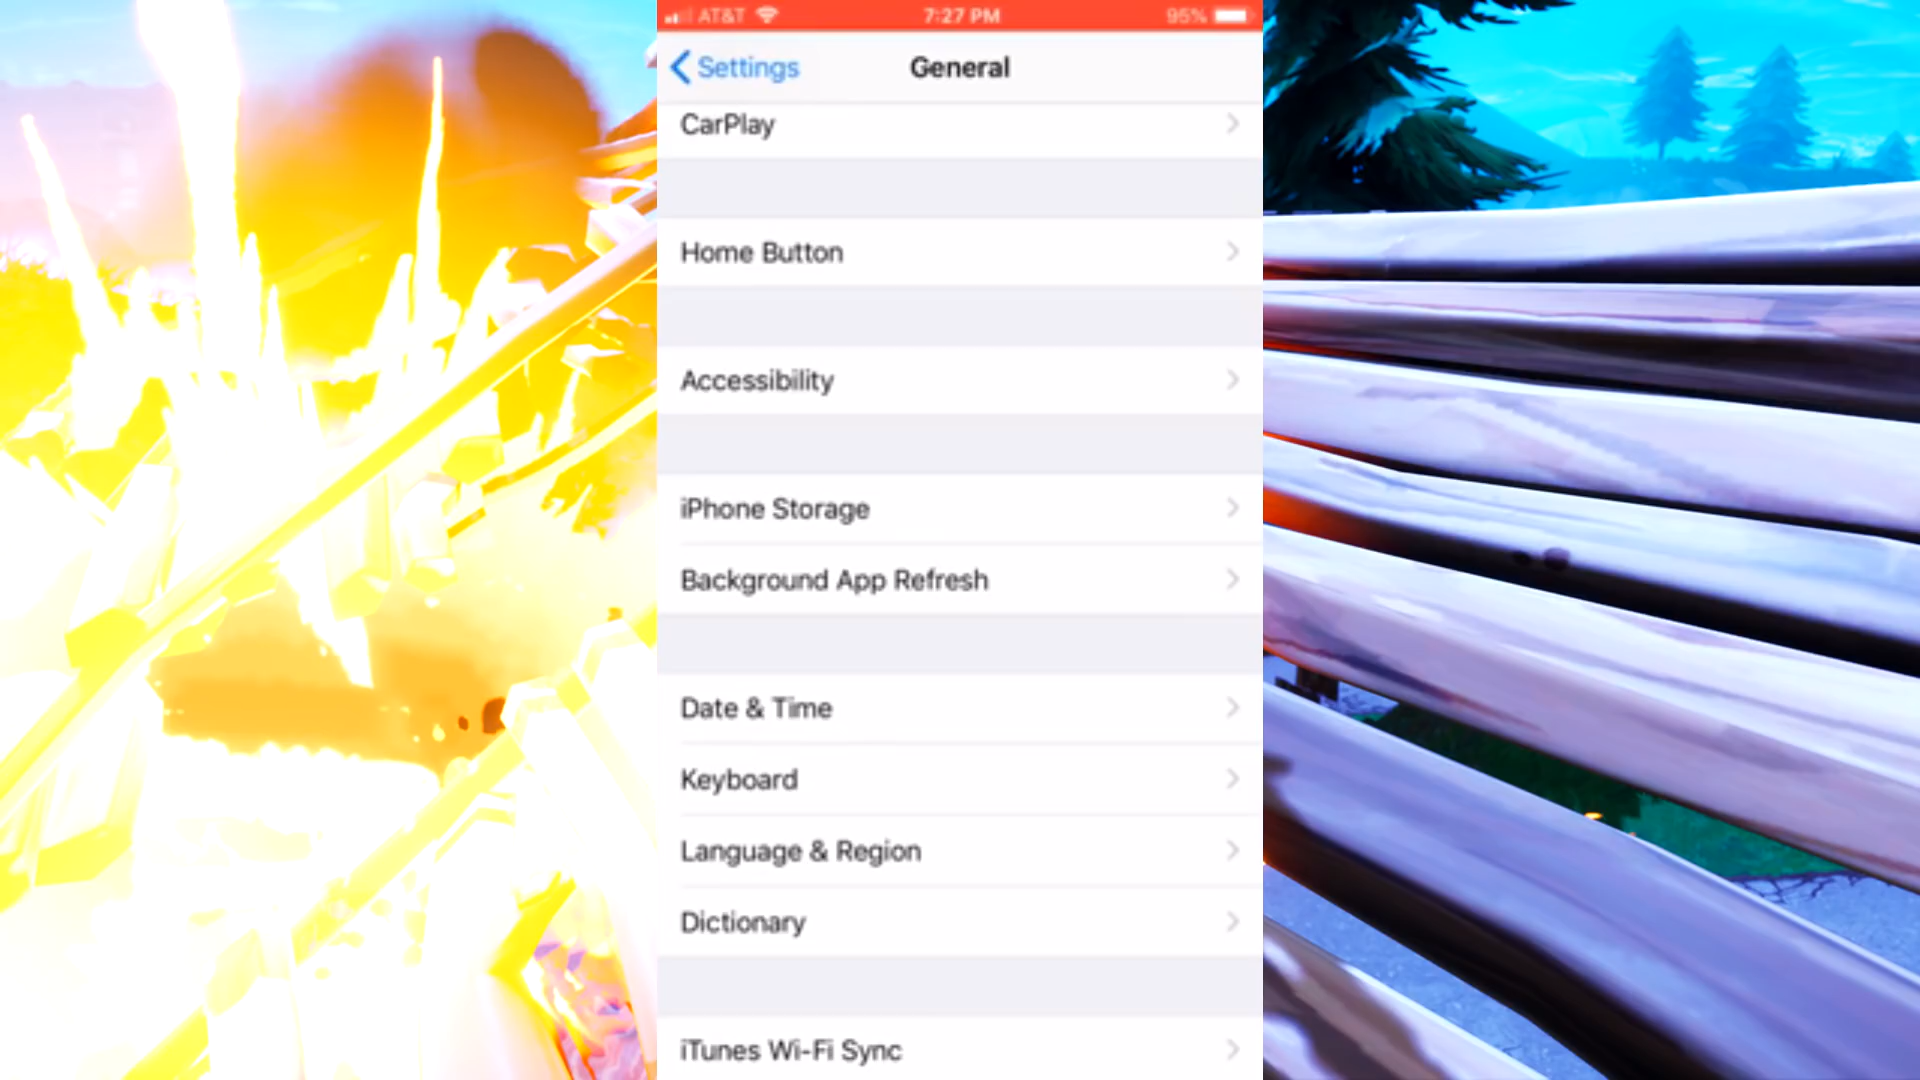 AT&T 7:27 PM 95%
Settings General
CarPlay
Home Button
Accessibility
iPhone Storage
Background App Refresh
Date & Time
Keyboard
Language & Region
Dictionary
iTunes Wi-Fi Sync